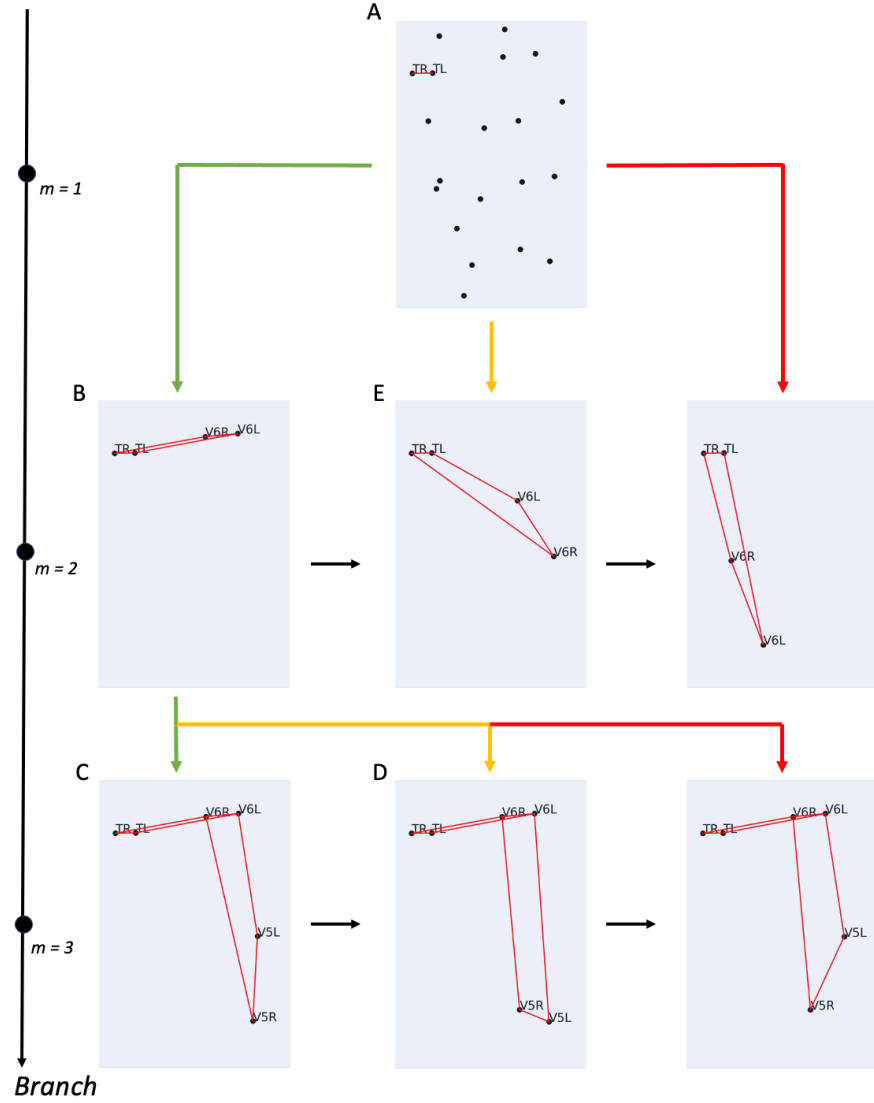 A
TR TL
m = 1
B
E
TR TL V6R V6L
TR TL V6L V6R
TR TL V6R V6L
m = 2
C
D
TR TL V6R V6L V5L V5R
TR TL V6R V6L V5R V5L
TR TL V6R V6L V5L V5R
m = 3
Branch